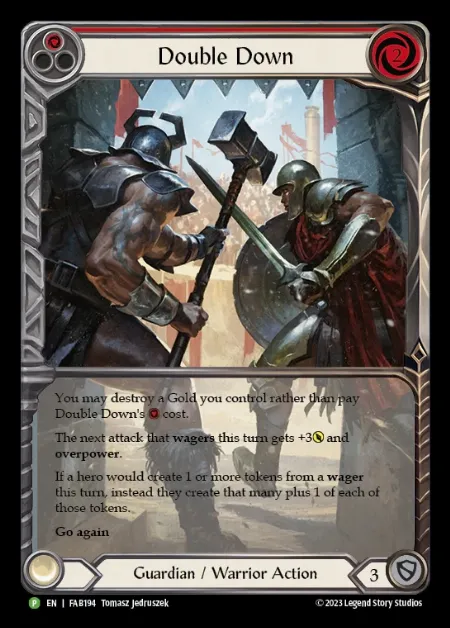 2
Double Down
You may destroy a Gold you control rather than pay
Double Down's cost.
The next attack that wagers this turn gets +3 and
overpower.
If a hero would create 1 or more tokens from a wager
this turn, instead they create that many plus 1 of each of
those tokens.
Go again
Guardian / Warrior Action
3
P EN | FAB194 Tomasz Jedruszek
© 2023 Legend Story Studios